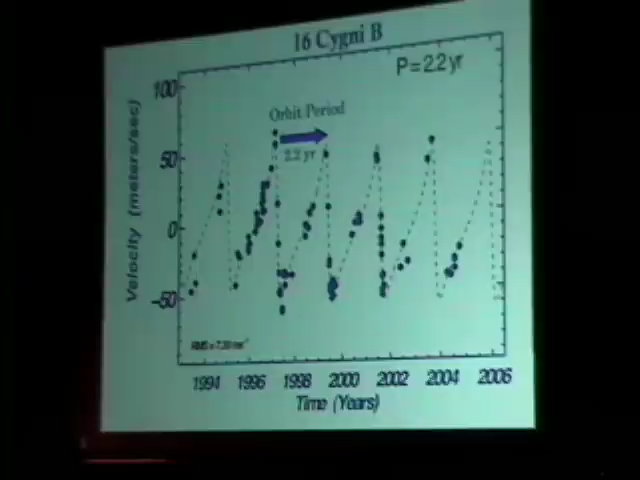 16 Cygni B
P = 2.2 yr
Orbit Period
2.2 yr
Velocity (meters/sec)
100
50
0
-50
1994 1996 1998 2000 2002 2004 2006
Time (Years)